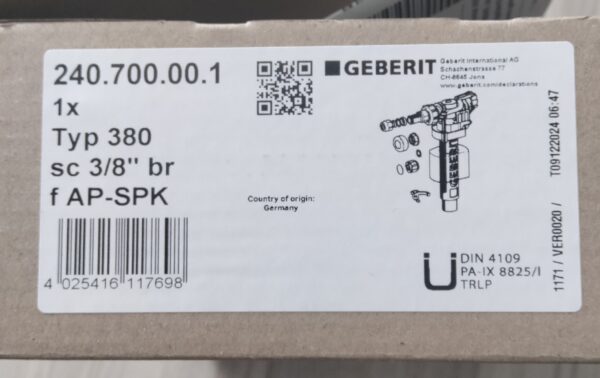 240.700.00.1
1x
Typ 380
sc 3/8" br
f AP-SPK
GEBERIT
Geberit International AG
Schachenstrasse 77
CH-8645 Jona
www.geberit.com/declarations
GEBERIT
Country of origin:
Germany
4 025416 117698
DIN 4109
PA-IX 8825/I
TRLP
1171 / VER0020 / T09122024 06:47